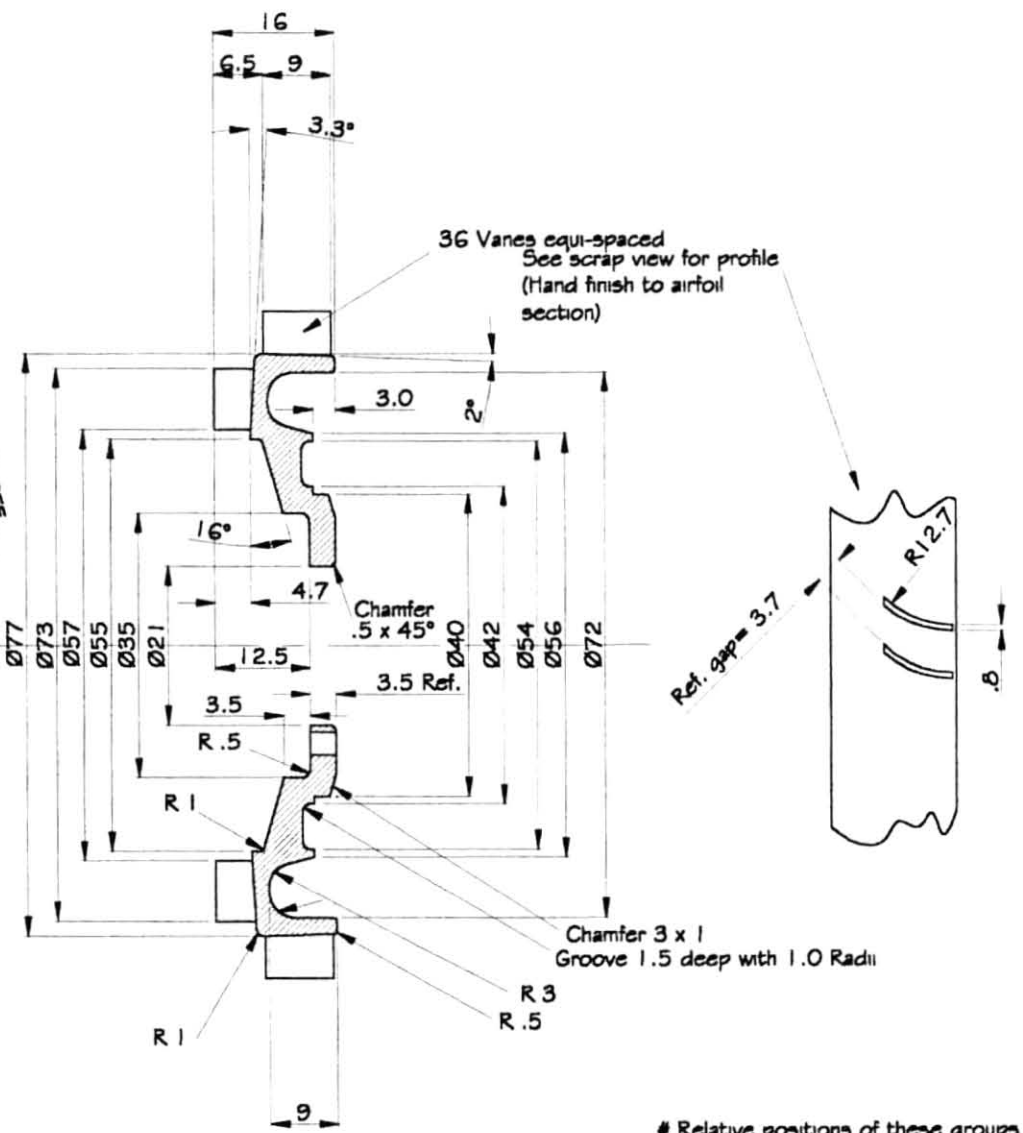 16
6.5
9
3.3°
36 Vanes equi-spaced
See scrap view for profile
(Hand finish to airfoil
section)
3.0
2°
16°
4.7
Chamfer
.5 x 45°
12.5
3.5 Ref.
3.5
R .5
R 1
Ø77
Ø73
Ø57
Ø55
Ø35
Ø21
Ø40
Ø42
Ø54
Ø56
Ø72
R12.7
Ref. gap= 3.7
.8
Chamfer 3 x 1
Groove 1.5 deep with 1.0 Radii
R 3
R .5
R 1
9
# Relative positions of these groups